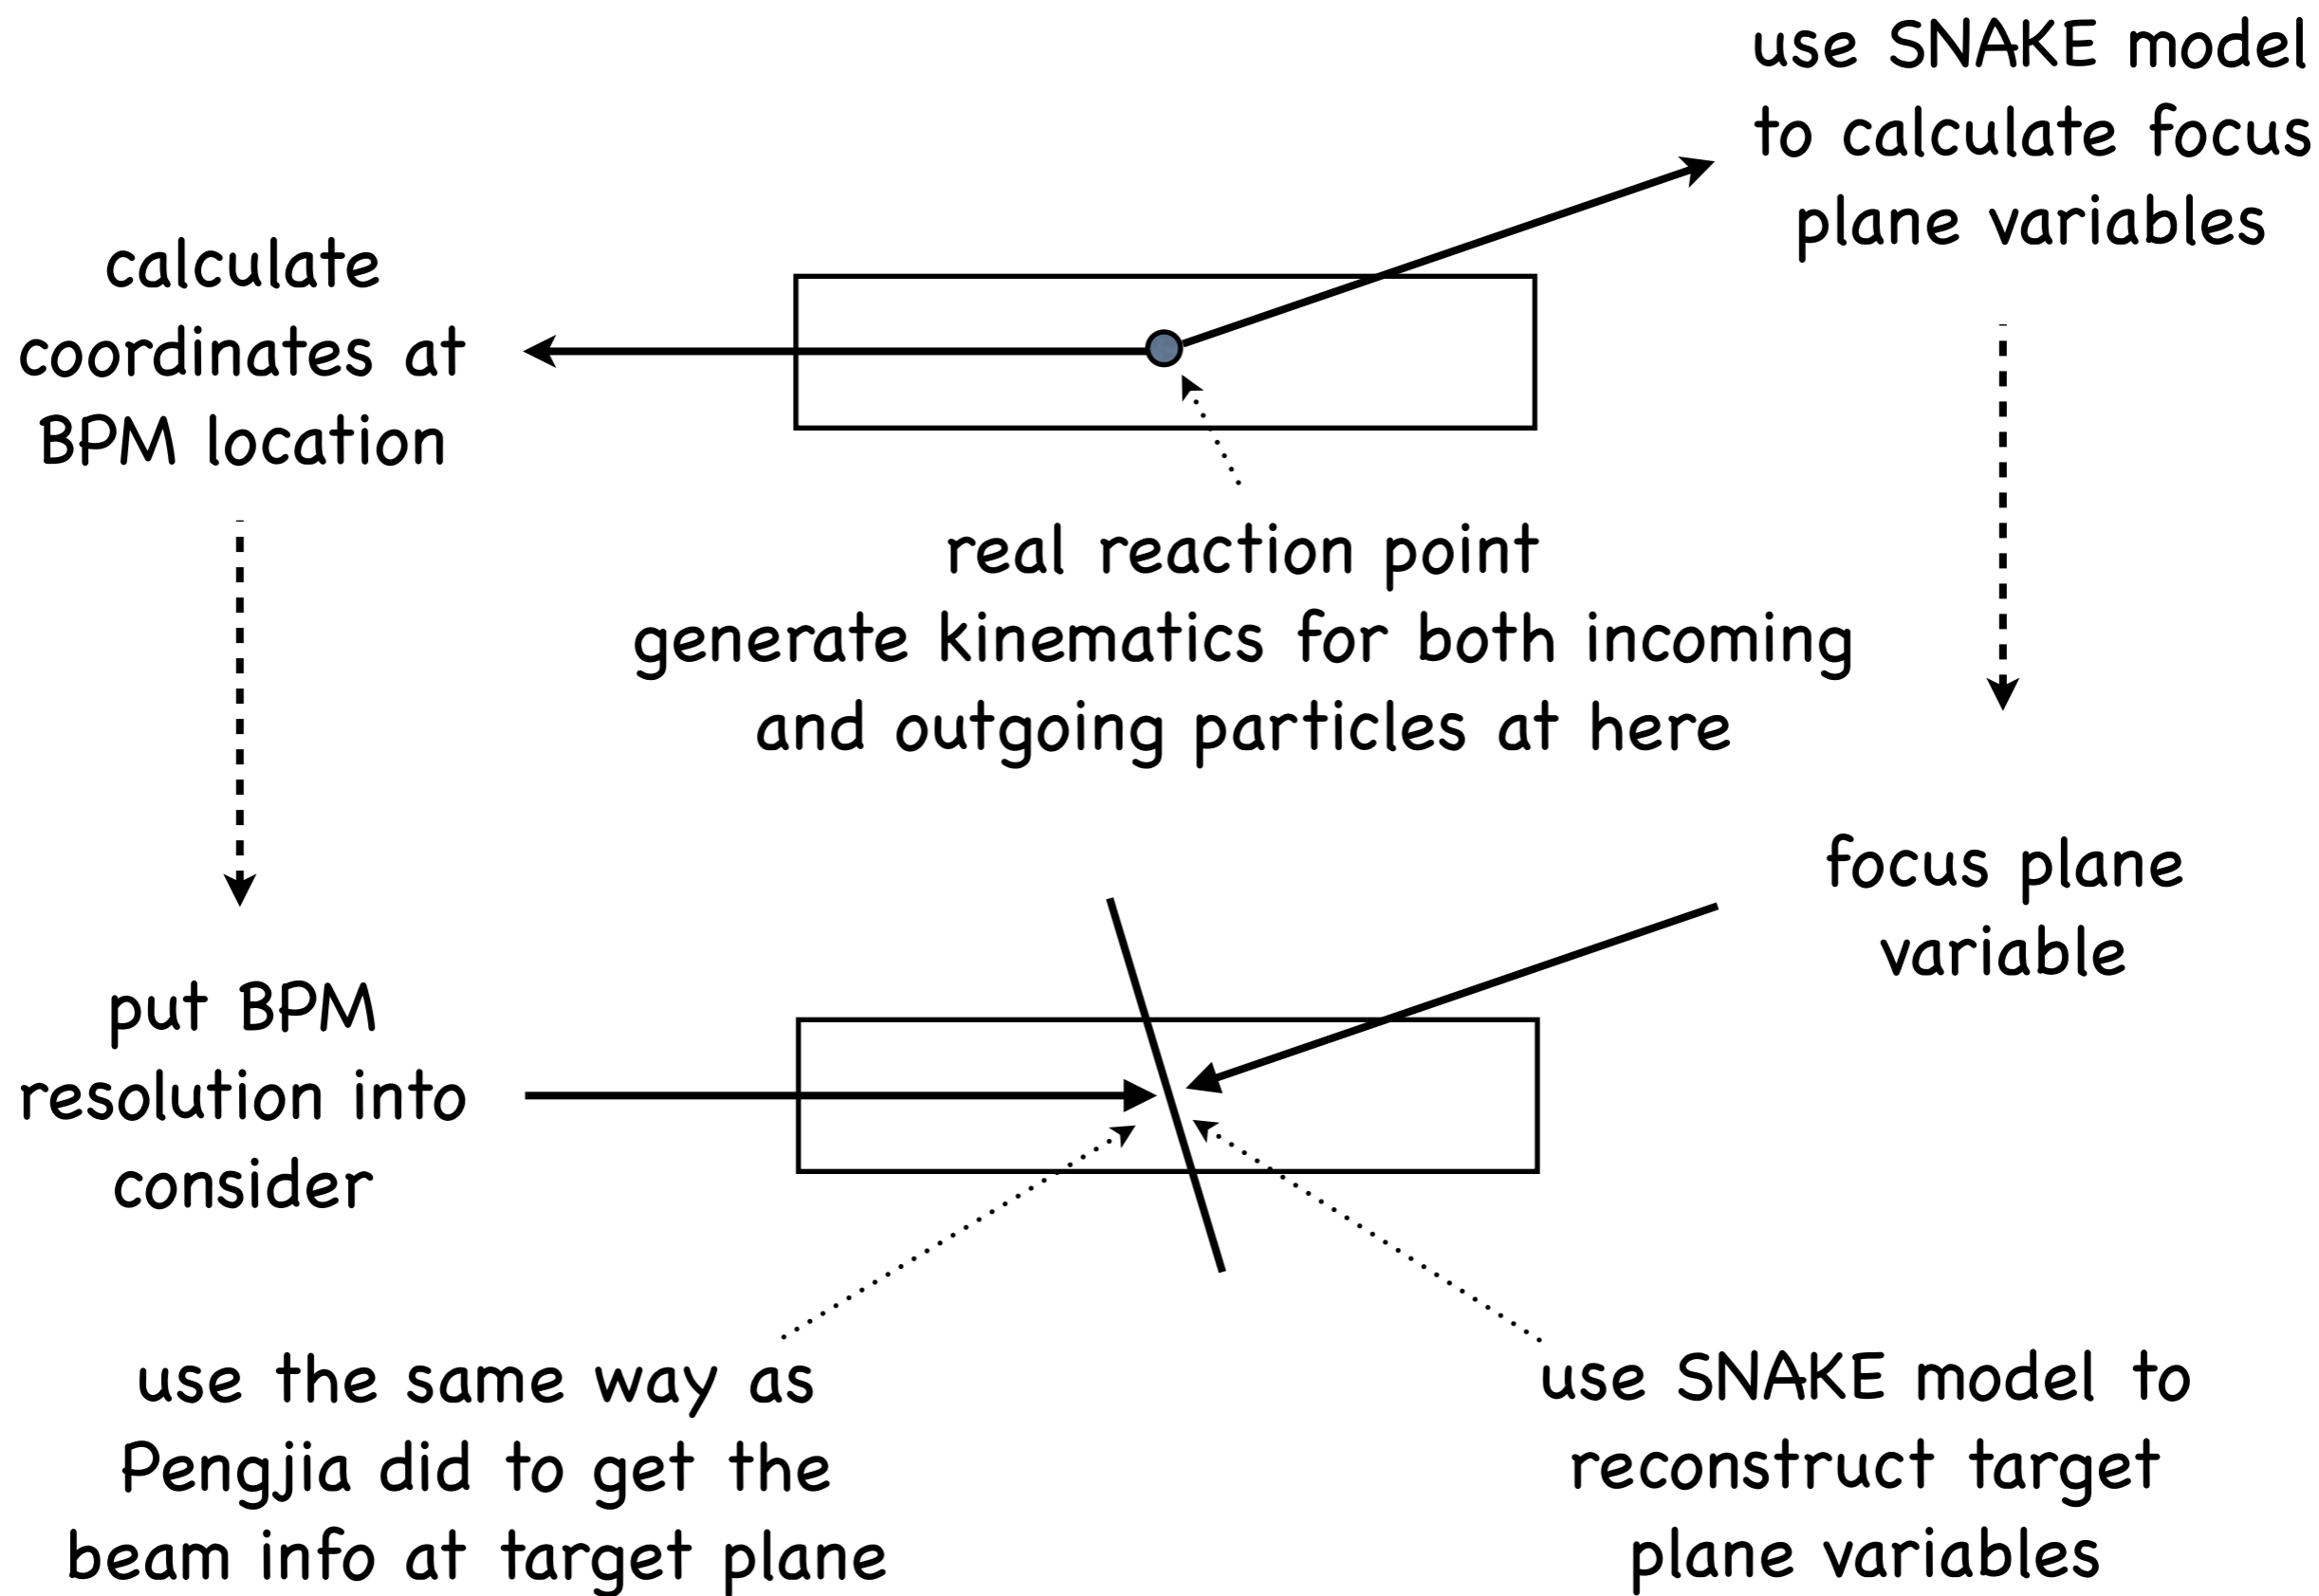 use SNAKE model
to calculate focus
plane variables
calculate
coordinates at
BPM location
real reaction point
generate kinematics for both incoming
and outgoing particles at here
focus plane
variable
put BPM
resolution into
consider
use the same way as
Pengjia did to get the
beam info at target plane
use SNAKE model to
reconstruct target
plane variables